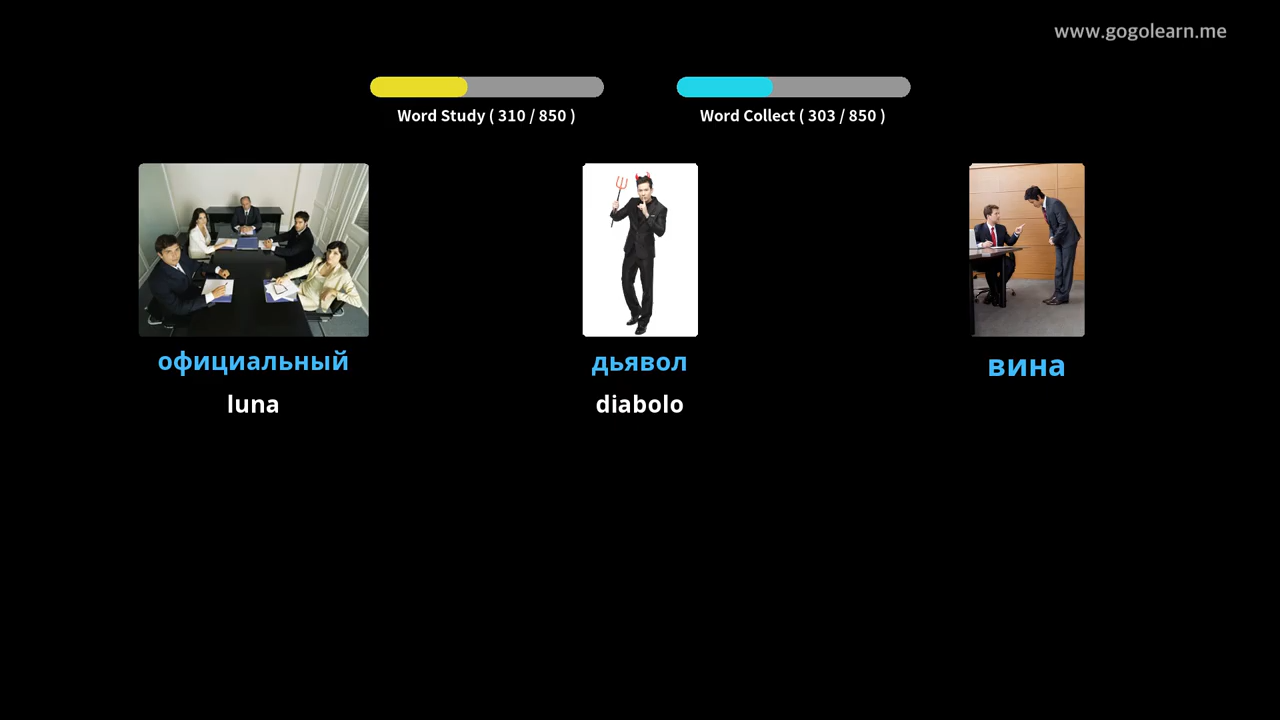 www.gogolearn.me
Word Study ( 310 / 850 )
Word Collect ( 303 / 850 )
официальный
дьявол
вина
luna
diabolo